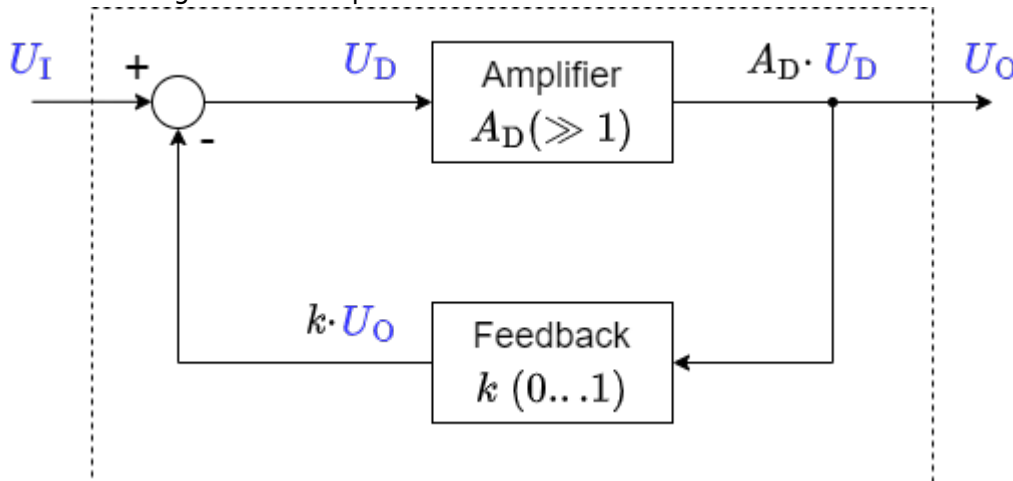 U_I
+
-
U_D
Amplifier
A_D(≫ 1)
A_D· U_D
U_O
k·U_O
Feedback
k (0...1)